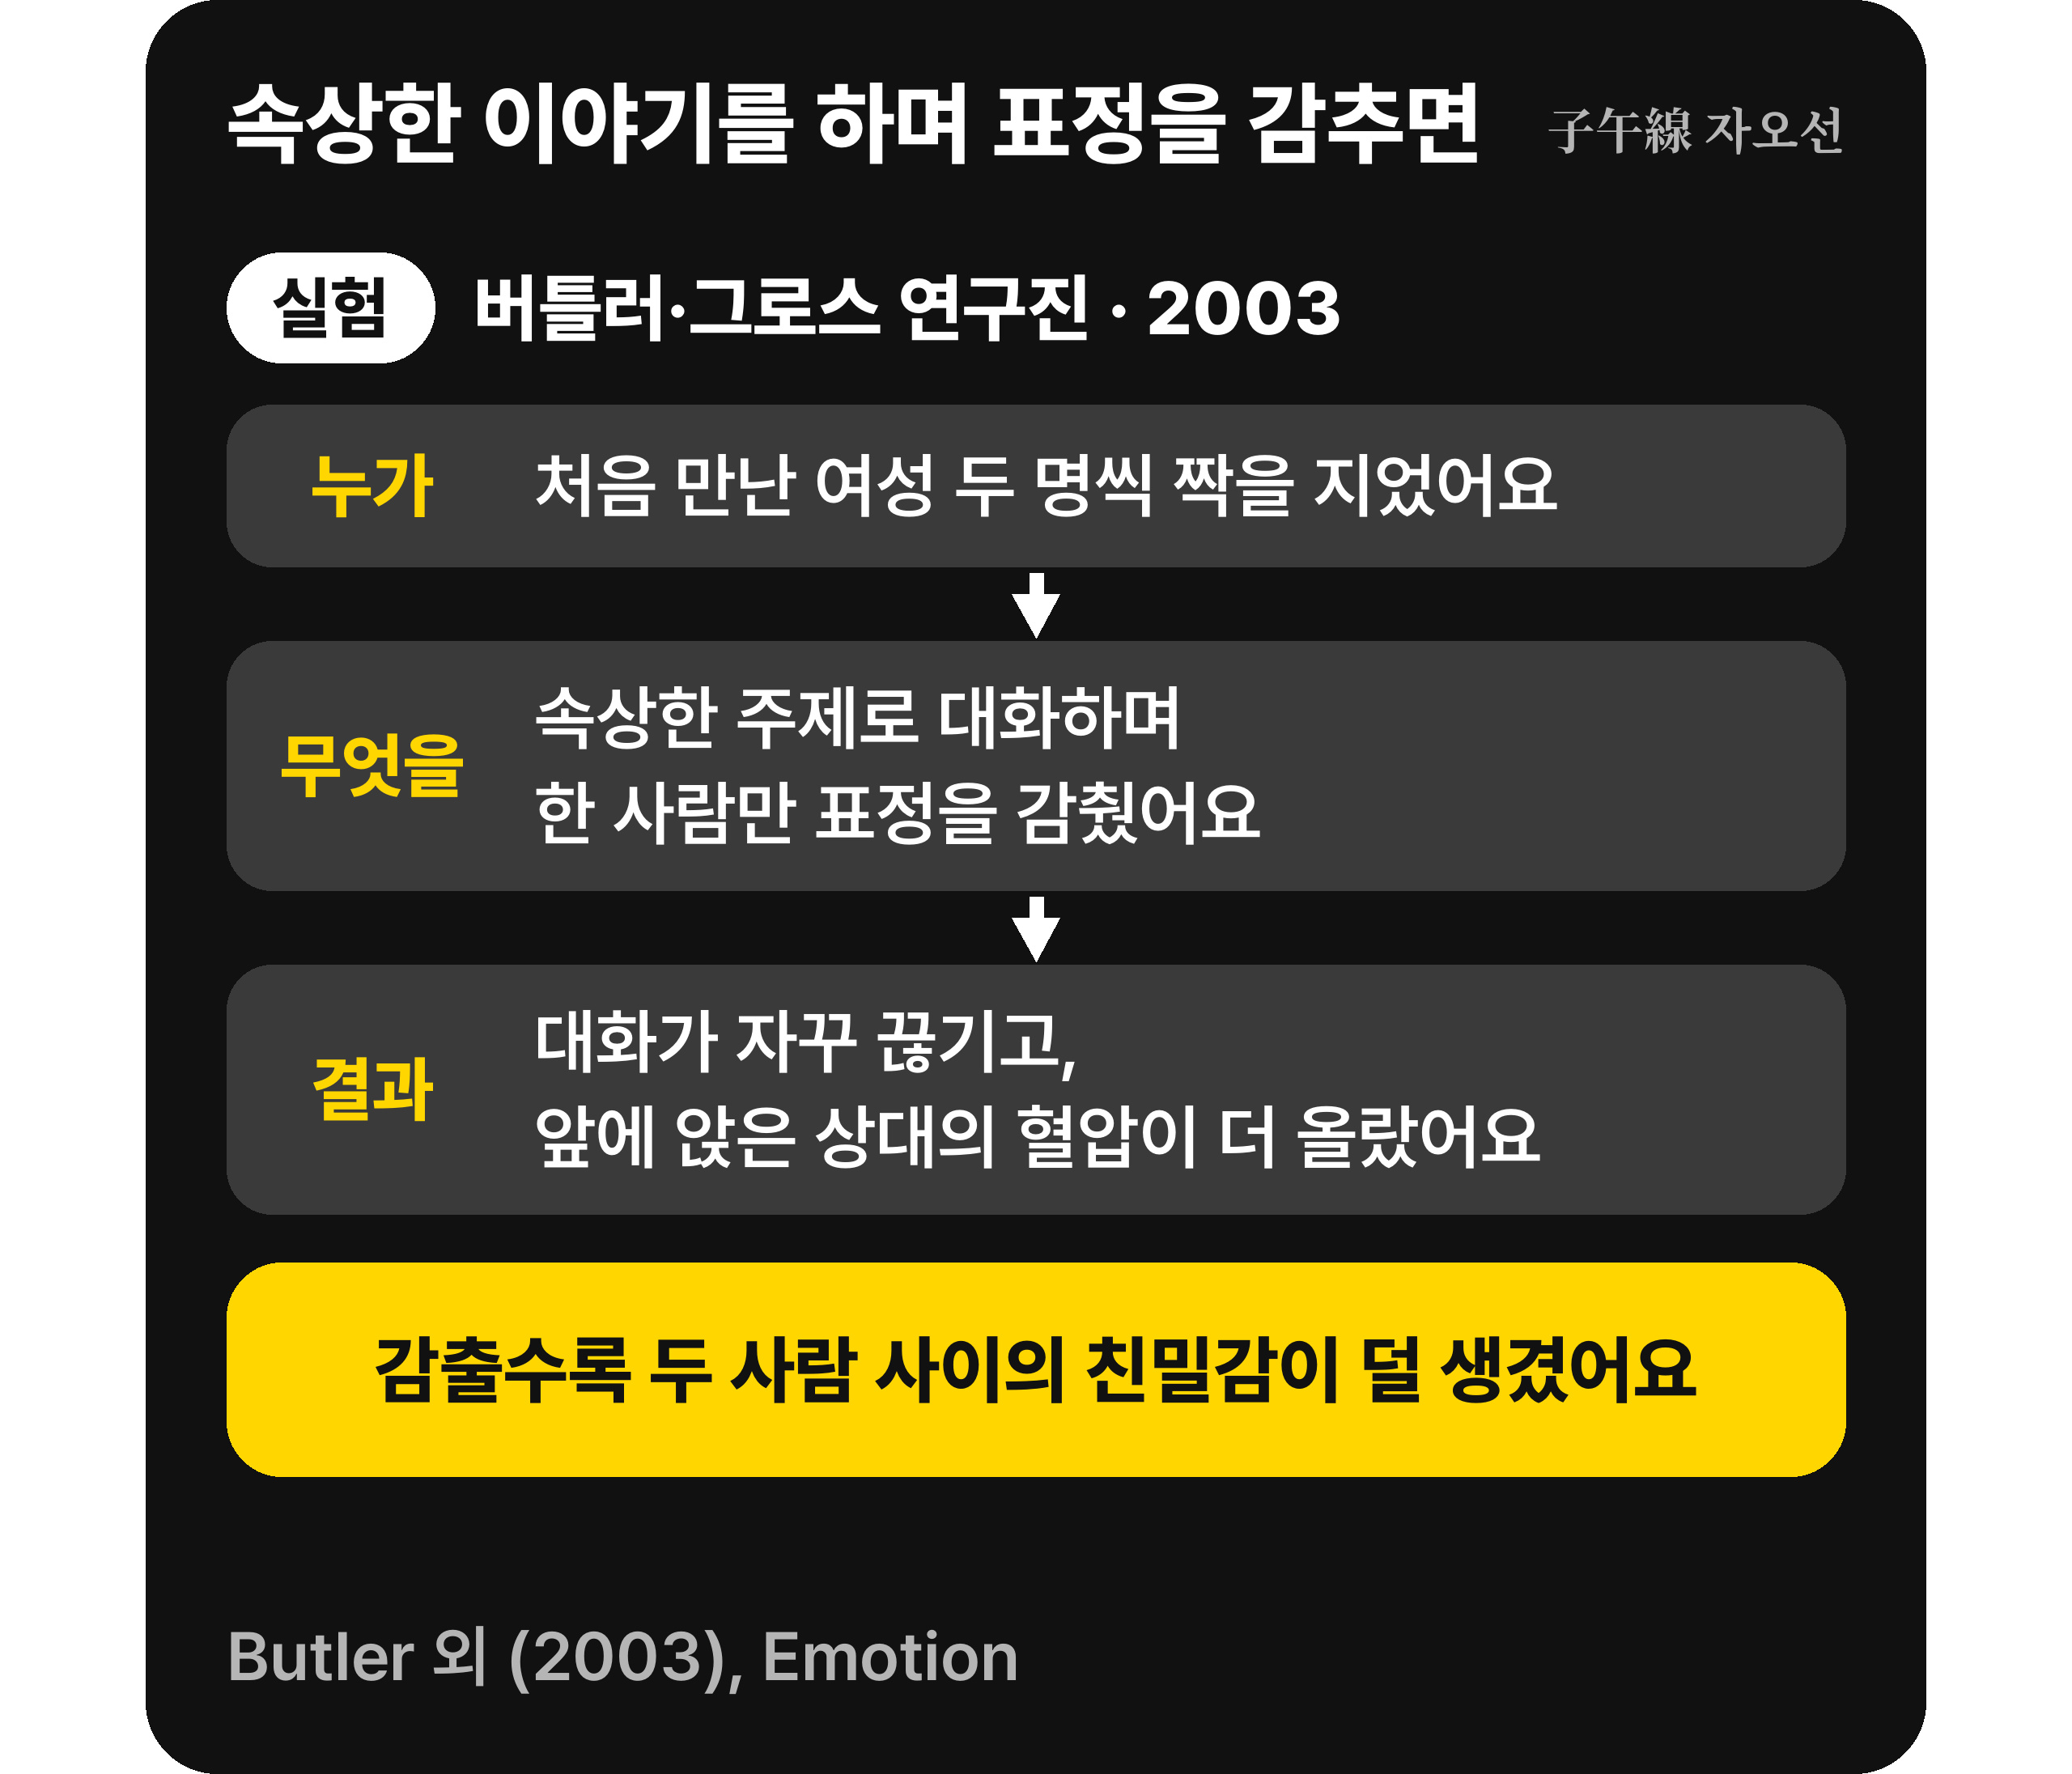 속상한 이야기를 하며 표정을 감추면
子午襪 자오실
실험
버틀러·그로스 연구진 · 2003
누가
처음 만난 여성 두 명씩 짝을 지었어요
무엇을
속상한 주제로 대화하며
한 사람만 표정을 감췄어요
결과
대화가 자꾸 끊기고,
앞에 앉은 상대의 혈압이 더 올랐어요
감출수록 두 사람 사이의 친밀감이 덜 생겼어요
Butler 외 (2003), Emotion